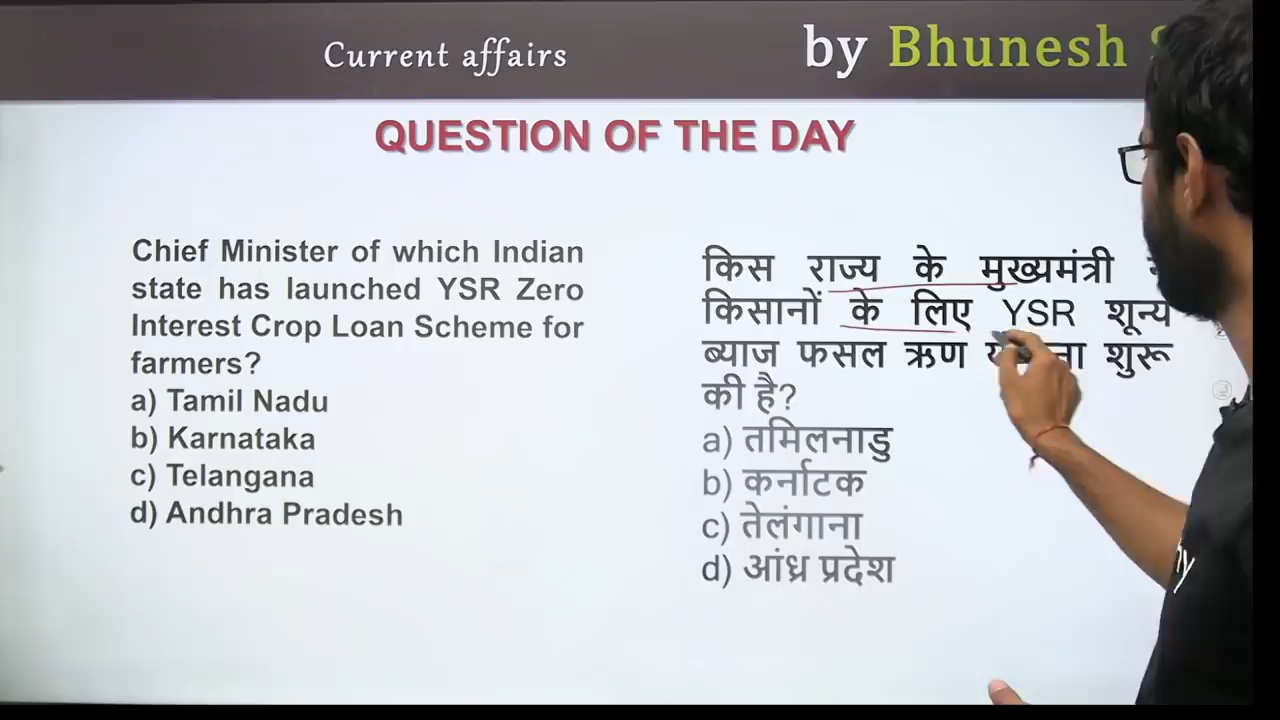 Current affairs
by Bhunesh
QUESTION OF THE DAY
Chief Minister of which Indian
state has launched YSR Zero
Interest Crop Loan Scheme for
farmers?
a) Tamil Nadu
b) Karnataka
c) Telangana
d) Andhra Pradesh
किस राज्य के मुख्यमंत्री
किसानों के लिए YSR शून्य
ब्याज फसल ऋण शुरू
की है?
a) तमिलनाडु
b) कर्नाटक
c) तेलंगाना
d) आंध्र प्रदेश